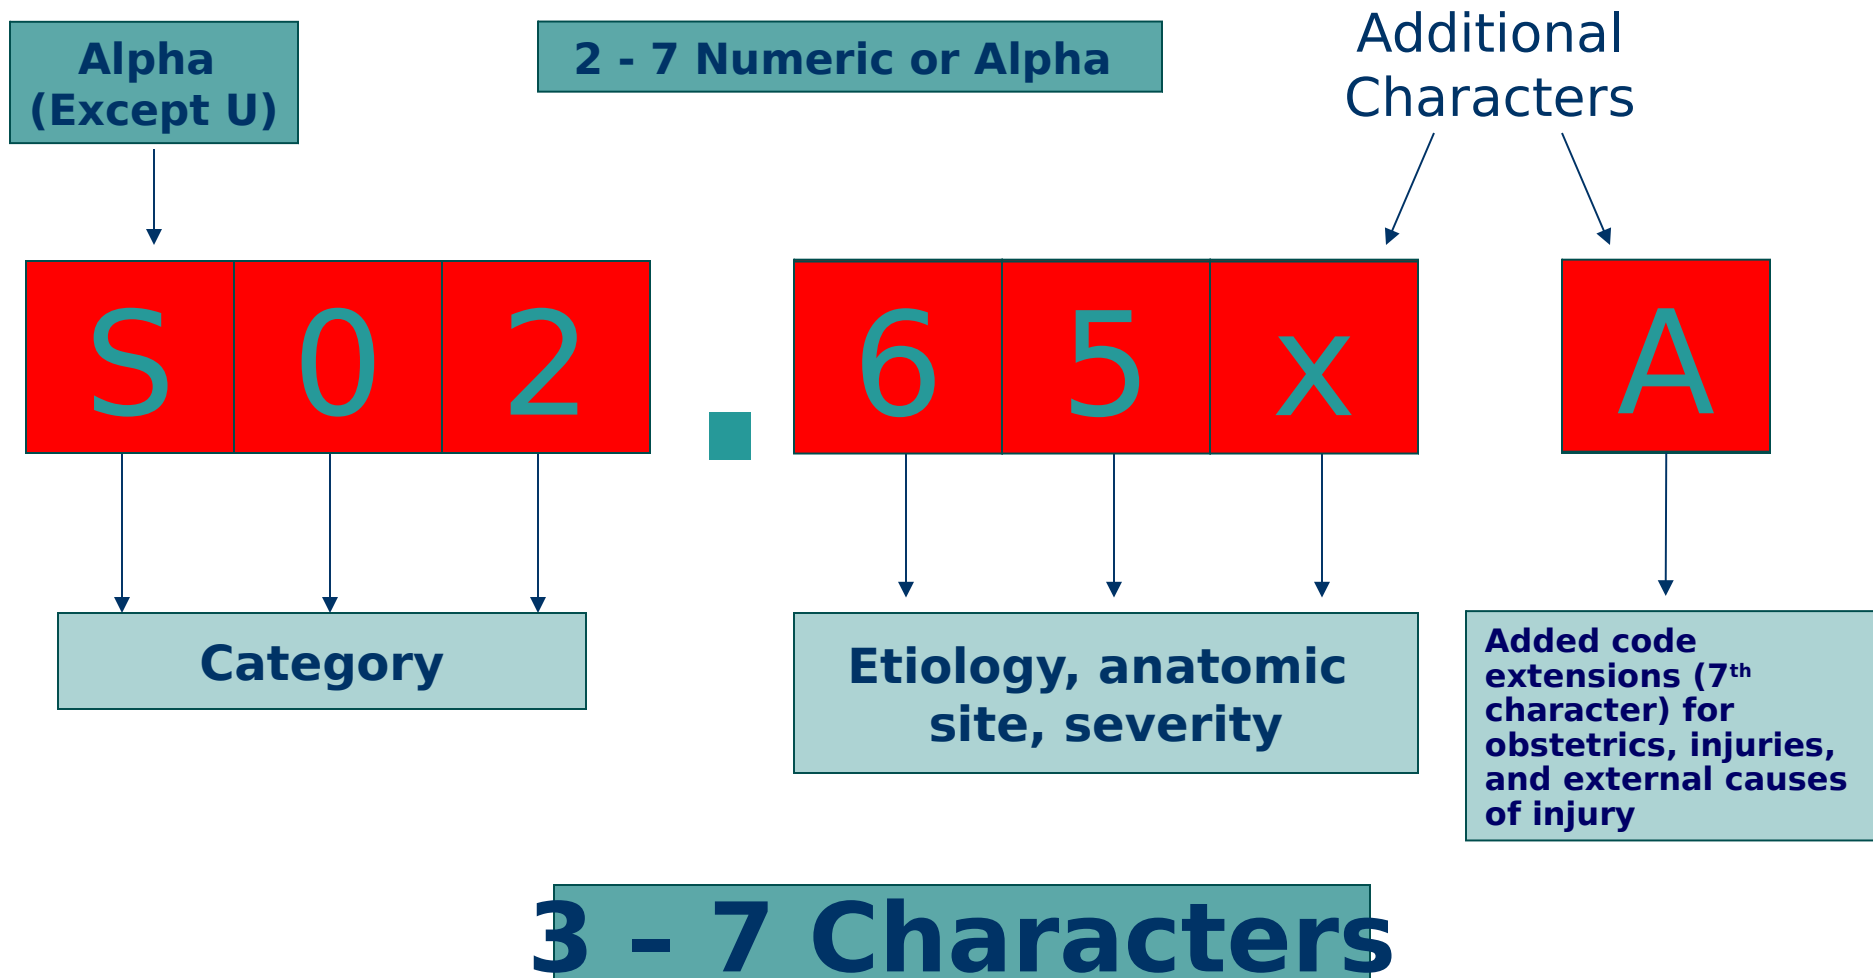 Alpha
(Except U)
2 - 7 Numeric or Alpha
Additional
Characters
S 0 2 . 6 5 x A
Category
Etiology, anatomic
site, severity
Added code
extensions (7th
character) for
obstetrics, injuries,
and external causes
of injury
3 – 7 Characters